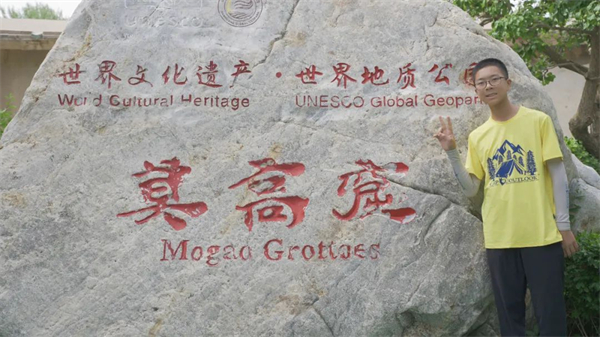 世界文化遗产·世界地质公园
World Cultural Heritage UNESCO Global Geopark
莫高窟
Mogao Grottoes